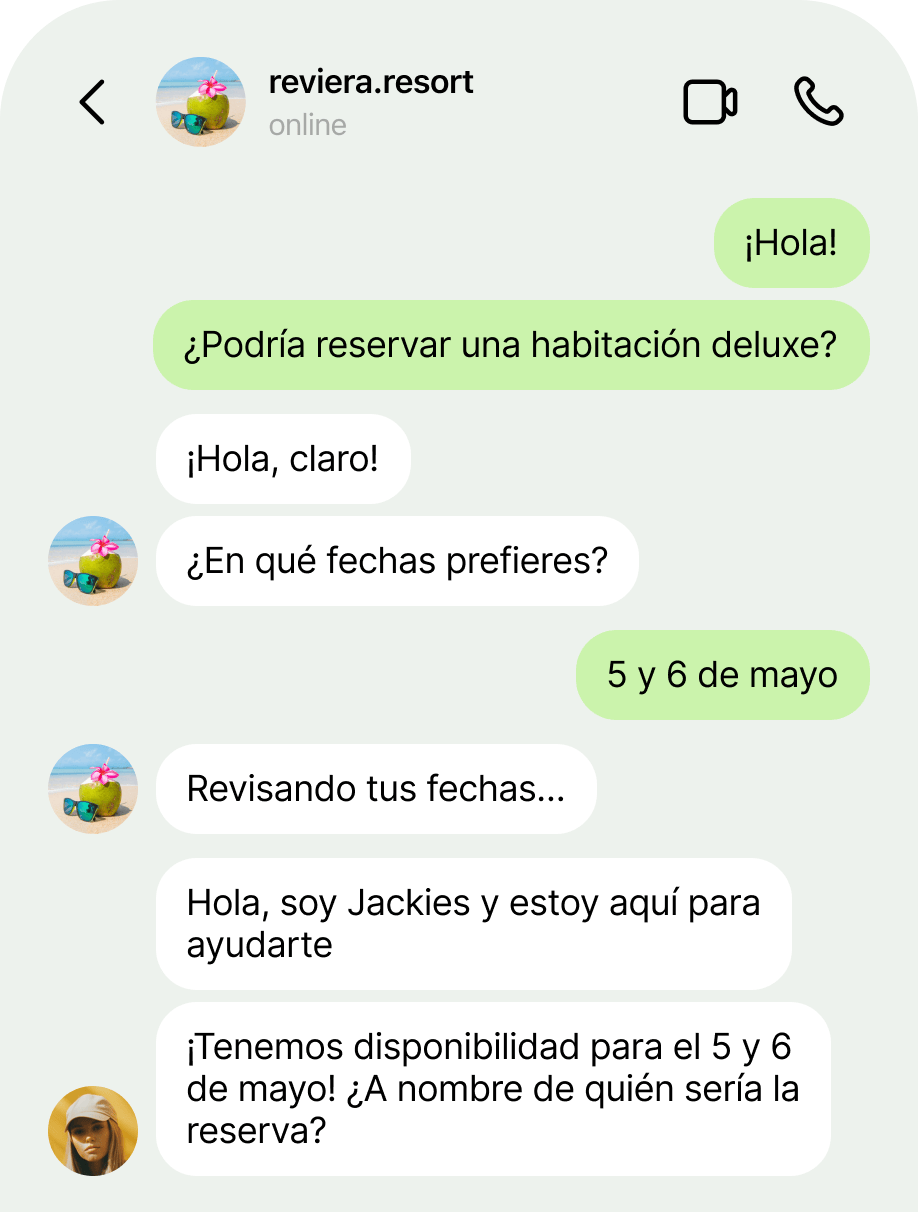 reviera.resort
online
¡Hola!
¿Podría reservar una habitación deluxe?
¡Hola, claro!
¿En qué fechas prefieres?
5 y 6 de mayo
Revisando tus fechas...
Hola, soy Jackies y estoy aquí para
ayudarte
¡Tenemos disponibilidad para el 5 y 6
de mayo! ¿A nombre de quién sería la
reserva?